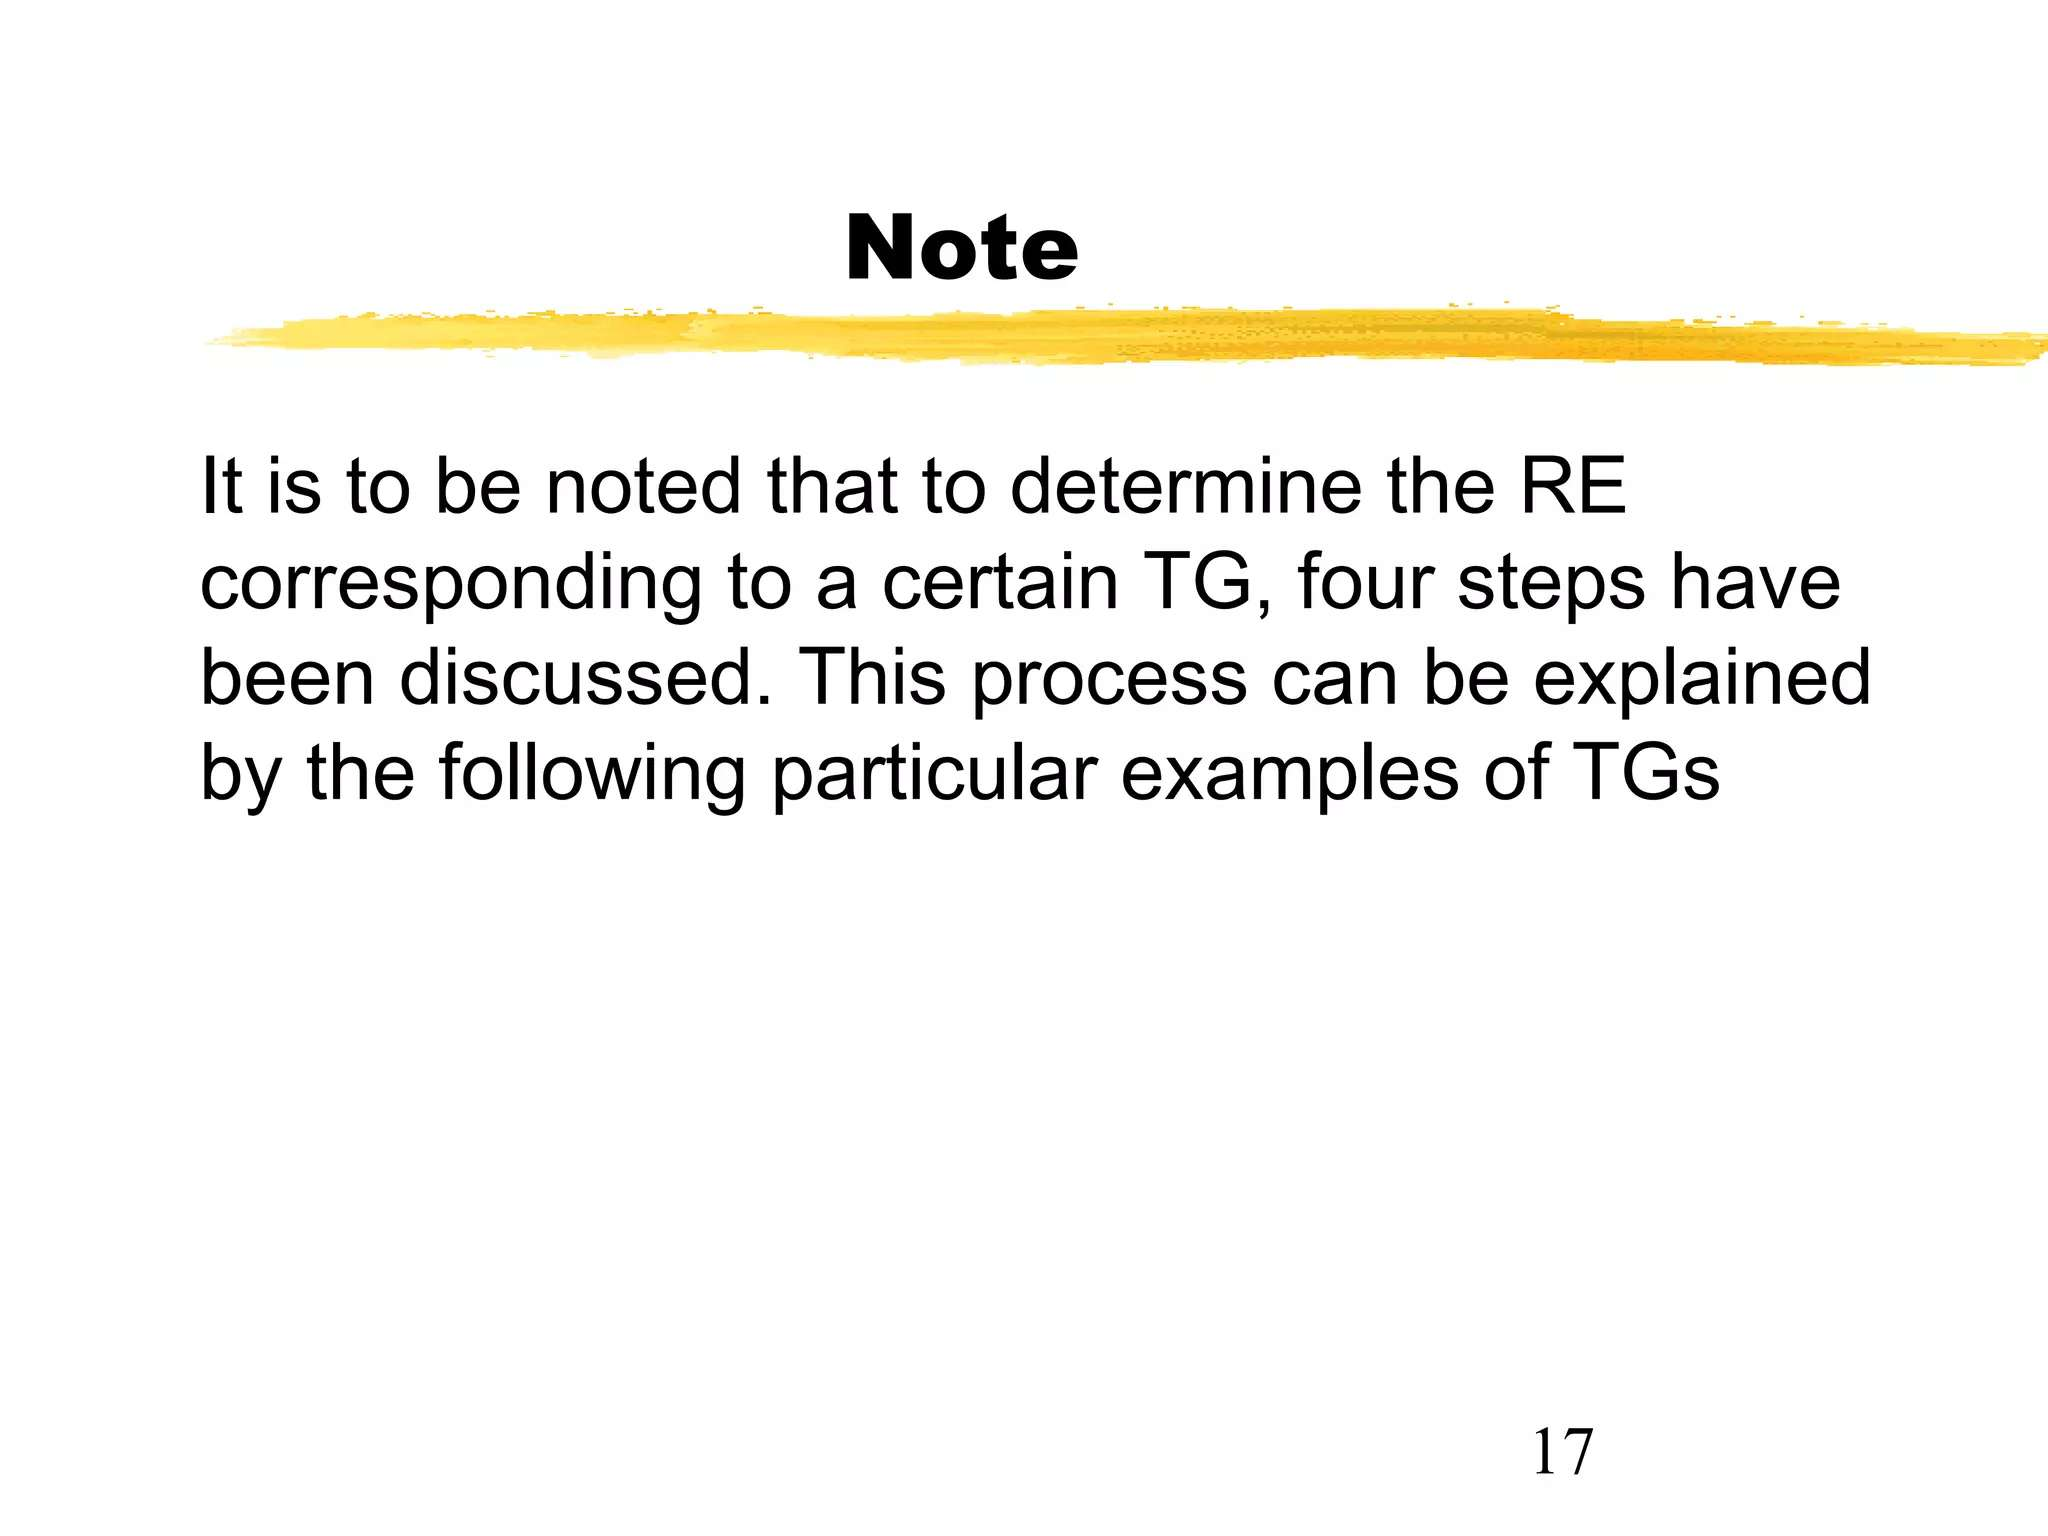 Note
It is to be noted that to determine the RE
corresponding to a certain TG, four steps have
been discussed. This process can be explained
by the following particular examples of TGs
17